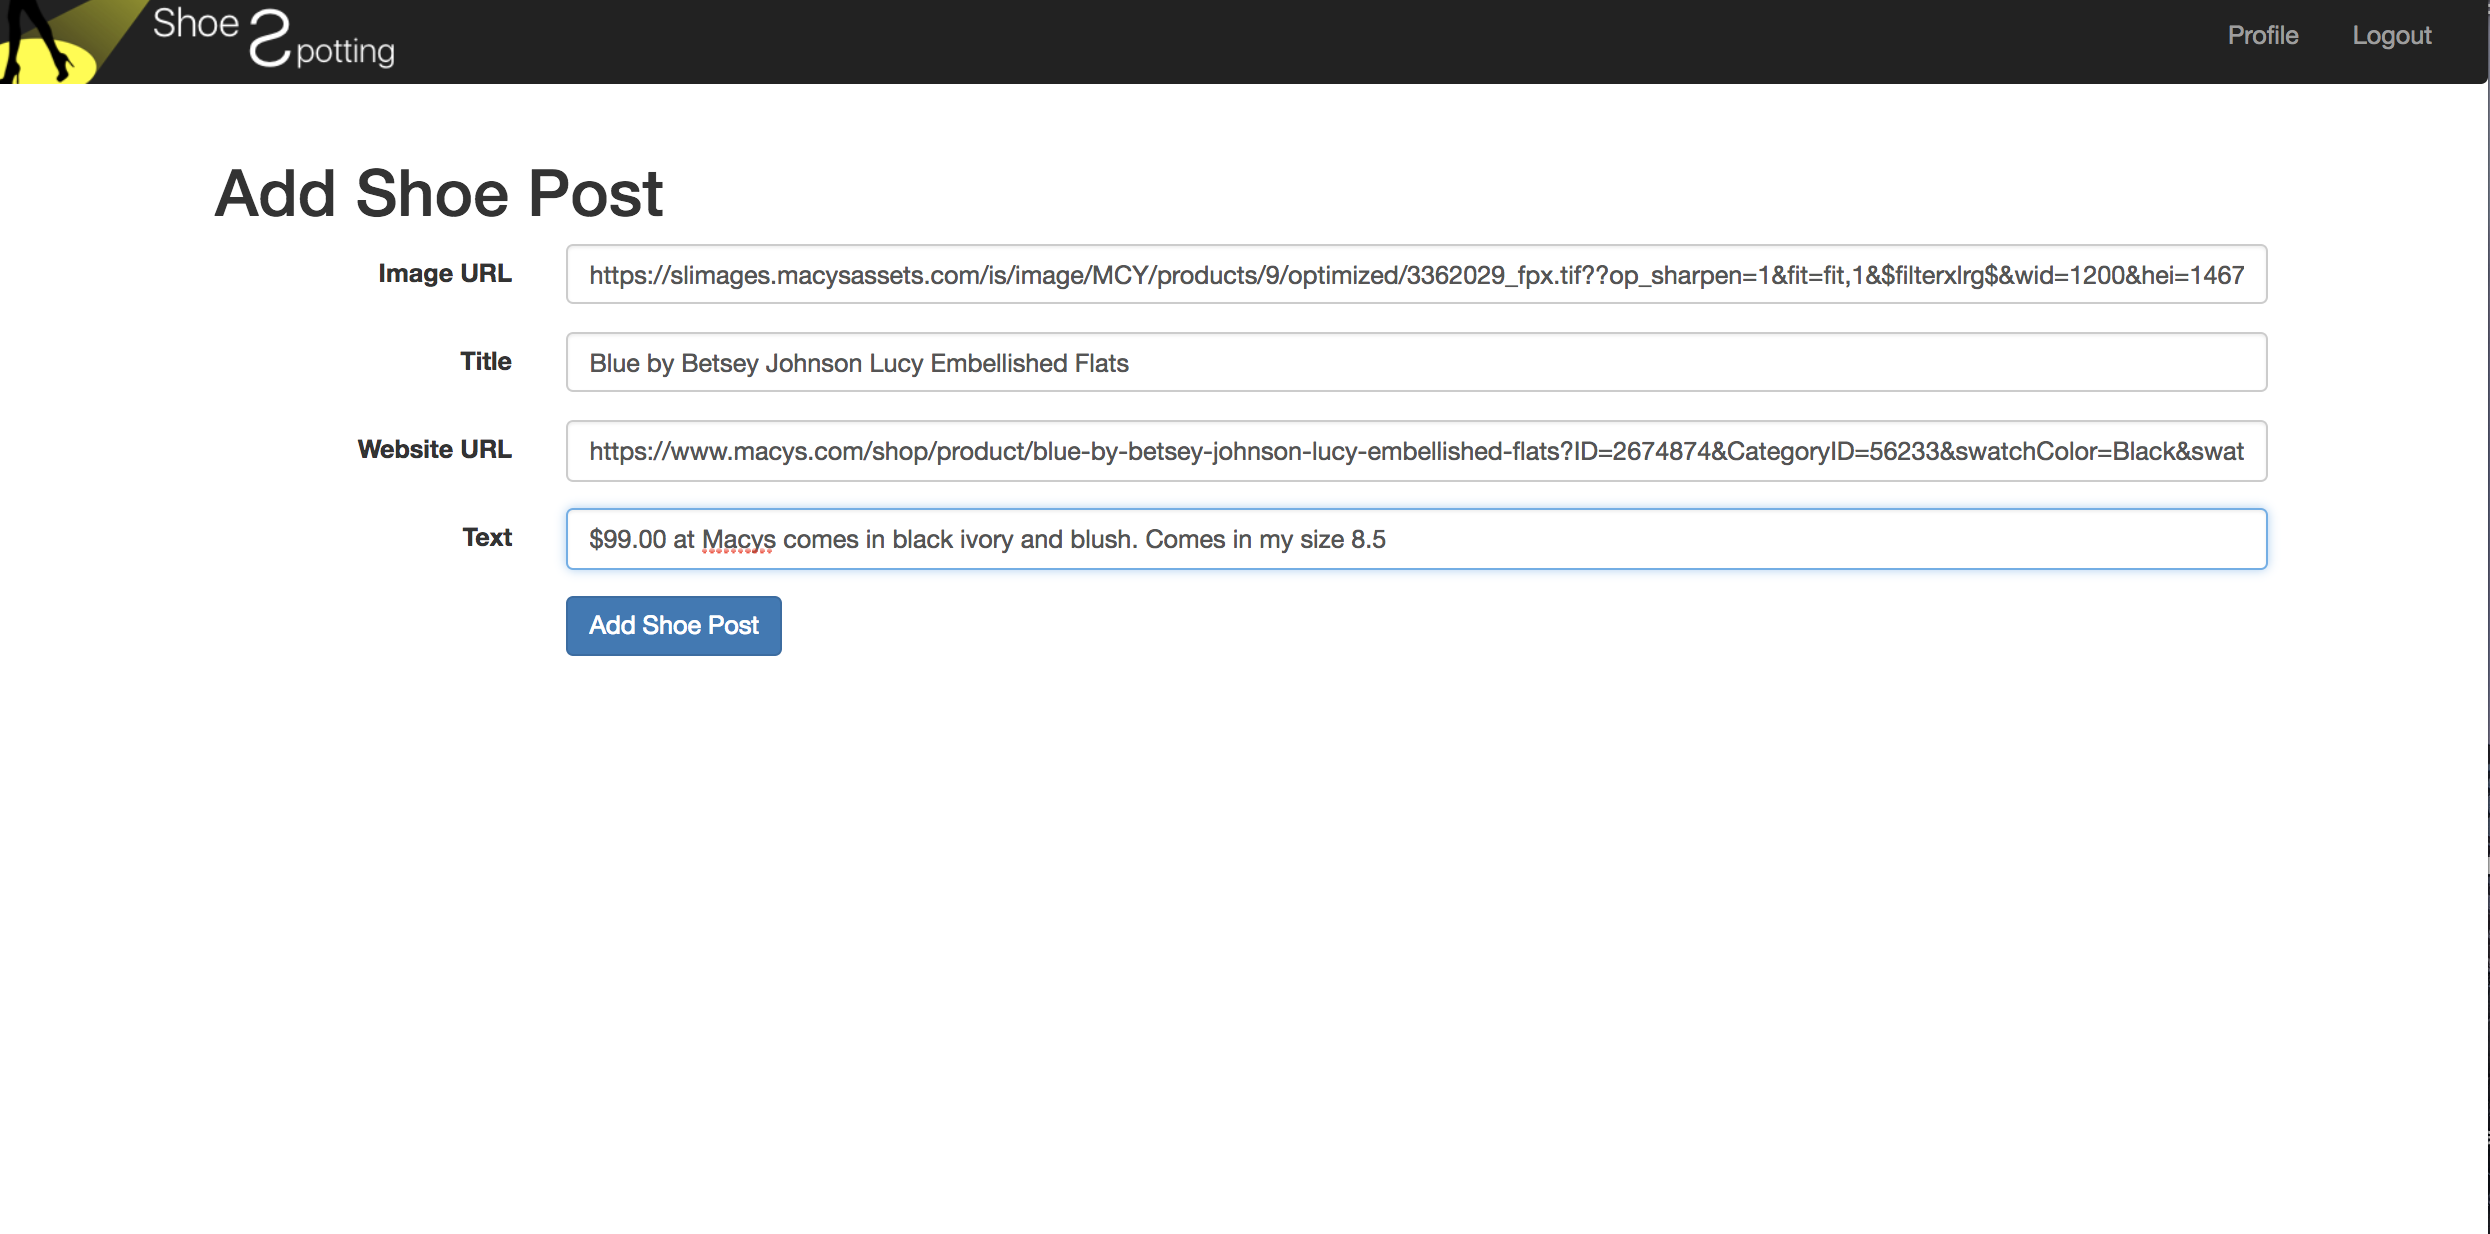 Shoe Spotting
Profile Logout
Add Shoe Post
Image URL https://slimages.macysassets.com/is/image/MCY/products/9/optimized/3362029_fpx.tif??op_sharpen=1&fit=fit,1&$filterxlrg$&wid=1200&hei=1467
Title Blue by Betsey Johnson Lucy Embellished Flats
Website URL https://www.macys.com/shop/product/blue-by-betsey-johnson-lucy-embellished-flats?ID=2674874&CategoryID=56233&swatchColor=Black&swat
Text $99.00 at Macys comes in black ivory and blush. Comes in my size 8.5
Add Shoe Post